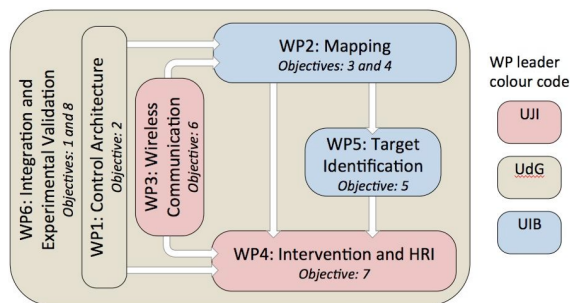 WP6: Integration and
Experimental Validation
Objectives: 1 and 8
WP1: Control Architecture
Objective: 2
WP3: Wireless
Communication
Objective: 6
WP2: Mapping
Objectives: 3 and 4
WP5: Target
Identification
Objective: 5
WP4: Intervention and HRI
Objective: 7
WP leader
colour code
UJI
UdG
UIB